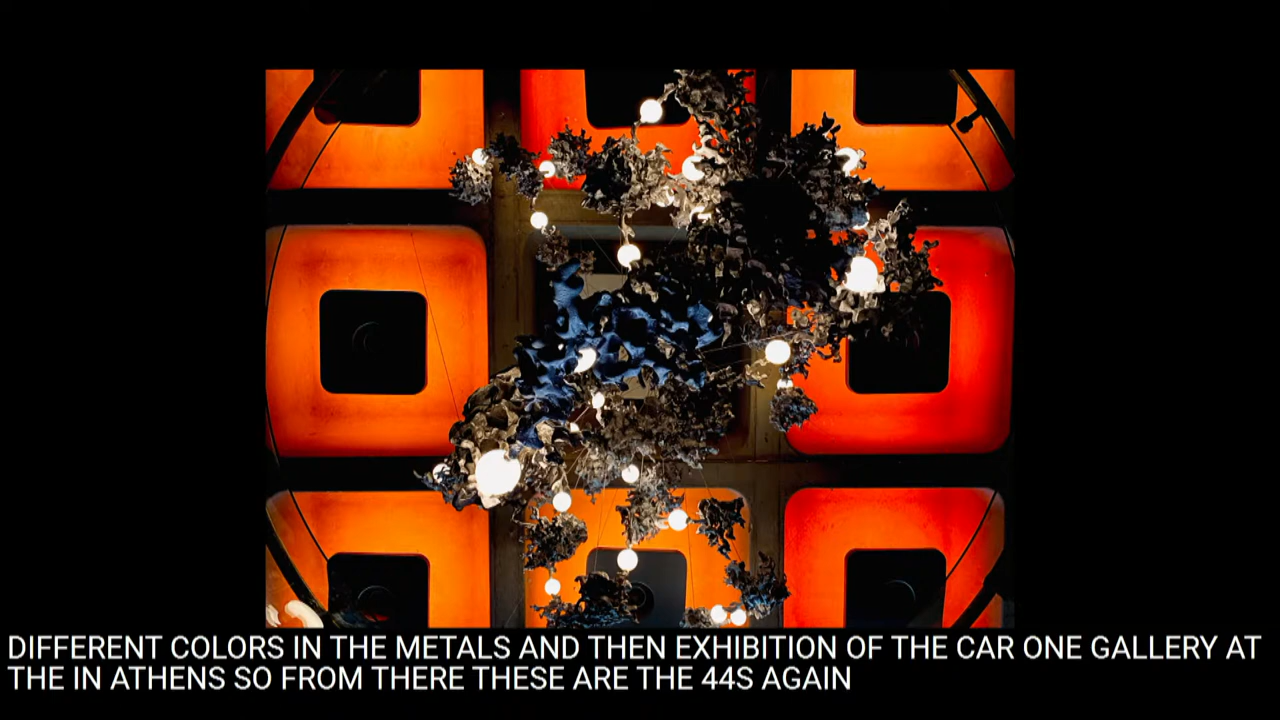 DIFFERENT COLORS IN THE METALS AND THEN EXHIBITION OF THE CAR ONE GALLERY AT
THE IN ATHENS SO FROM THERE THESE ARE THE 44S AGAIN